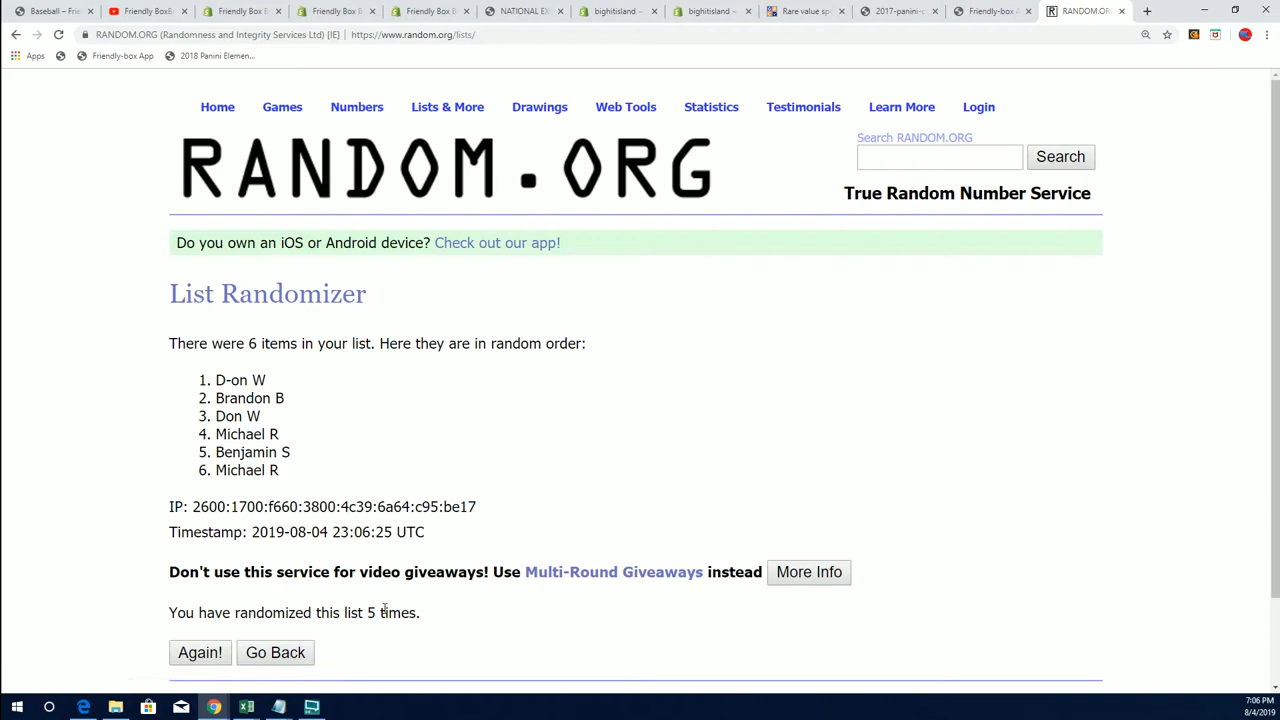 Baseball – Frie
Friendly BoxB
Friendly Box B
Friendly Box B
Friendly Box B
NATIONAL EX
bighitisland –
bighitisland –
Rare value sp
2017-panini-c
Friendly-box A
RANDOM.OR
RANDOM.ORG (Randomness and Integrity Services Ltd) [IE] | https://www.random.org/lists/
Apps Friendly-box App 2018 Panini Elemen...
Home Games Numbers Lists & More Drawings Web Tools Statistics Testimonials Learn More Login
RANDOM.ORG
Search RANDOM.ORG
Search
True Random Number Service
Do you own an iOS or Android device? Check out our app!
List Randomizer
There were 6 items in your list. Here they are in random order:
1. D-on W
2. Brandon B
3. Don W
4. Michael R
5. Benjamin S
6. Michael R
IP: 2600:1700:f660:3800:4c39:6a64:c95:be17
Timestamp: 2019-08-04 23:06:25 UTC
Don't use this service for video giveaways! Use Multi-Round Giveaways instead More Info
You have randomized this list 5 times.
Again! Go Back
7:06 PM
8/4/2019